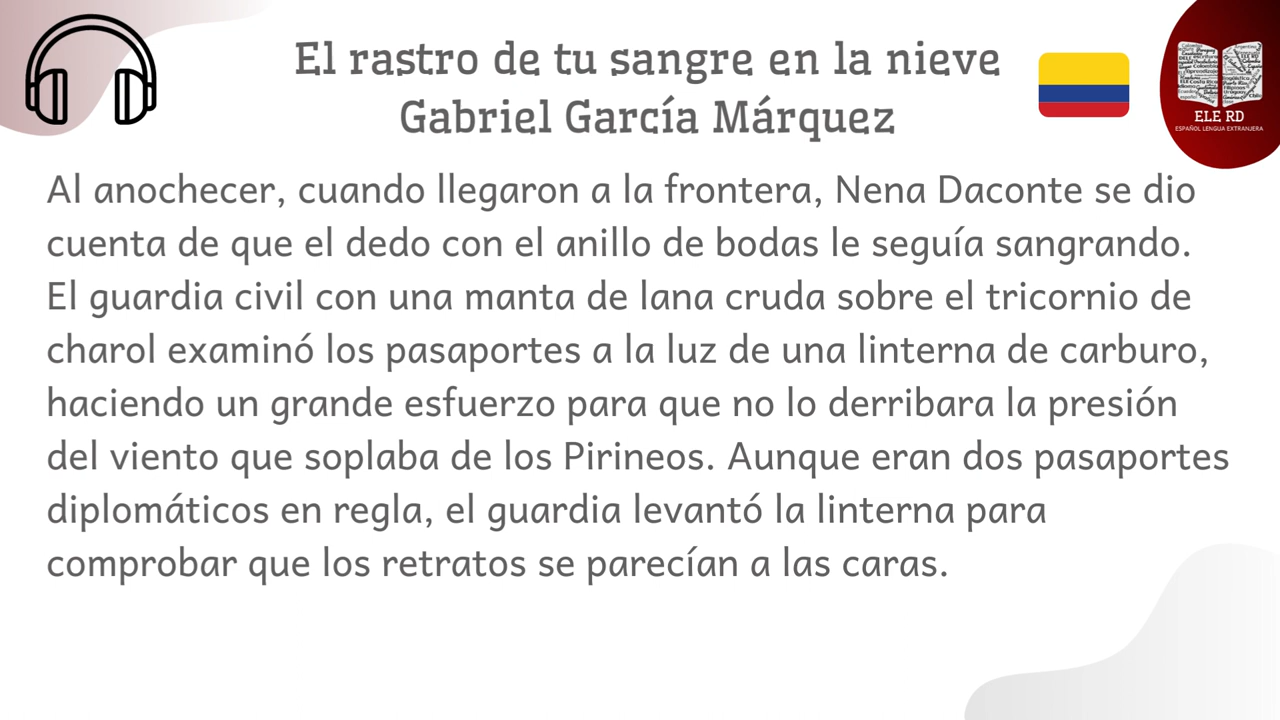 El rastro de tu sangre en la nieve
Gabriel García Márquez
ELE RD
ESPAÑOL LENGUA EXTRANJERA
Al anochecer, cuando llegaron a la frontera, Nena Daconte se dio
cuenta de que el dedo con el anillo de bodas le seguía sangrando.
El guardia civil con una manta de lana cruda sobre el tricornio de
charol examinó los pasaportes a la luz de una linterna de carburo,
haciendo un grande esfuerzo para que no lo derribara la presión
del viento que soplaba de los Pirineos. Aunque eran dos pasaportes
diplomáticos en regla, el guardia levantó la linterna para
comprobar que los retratos se parecían a las caras.